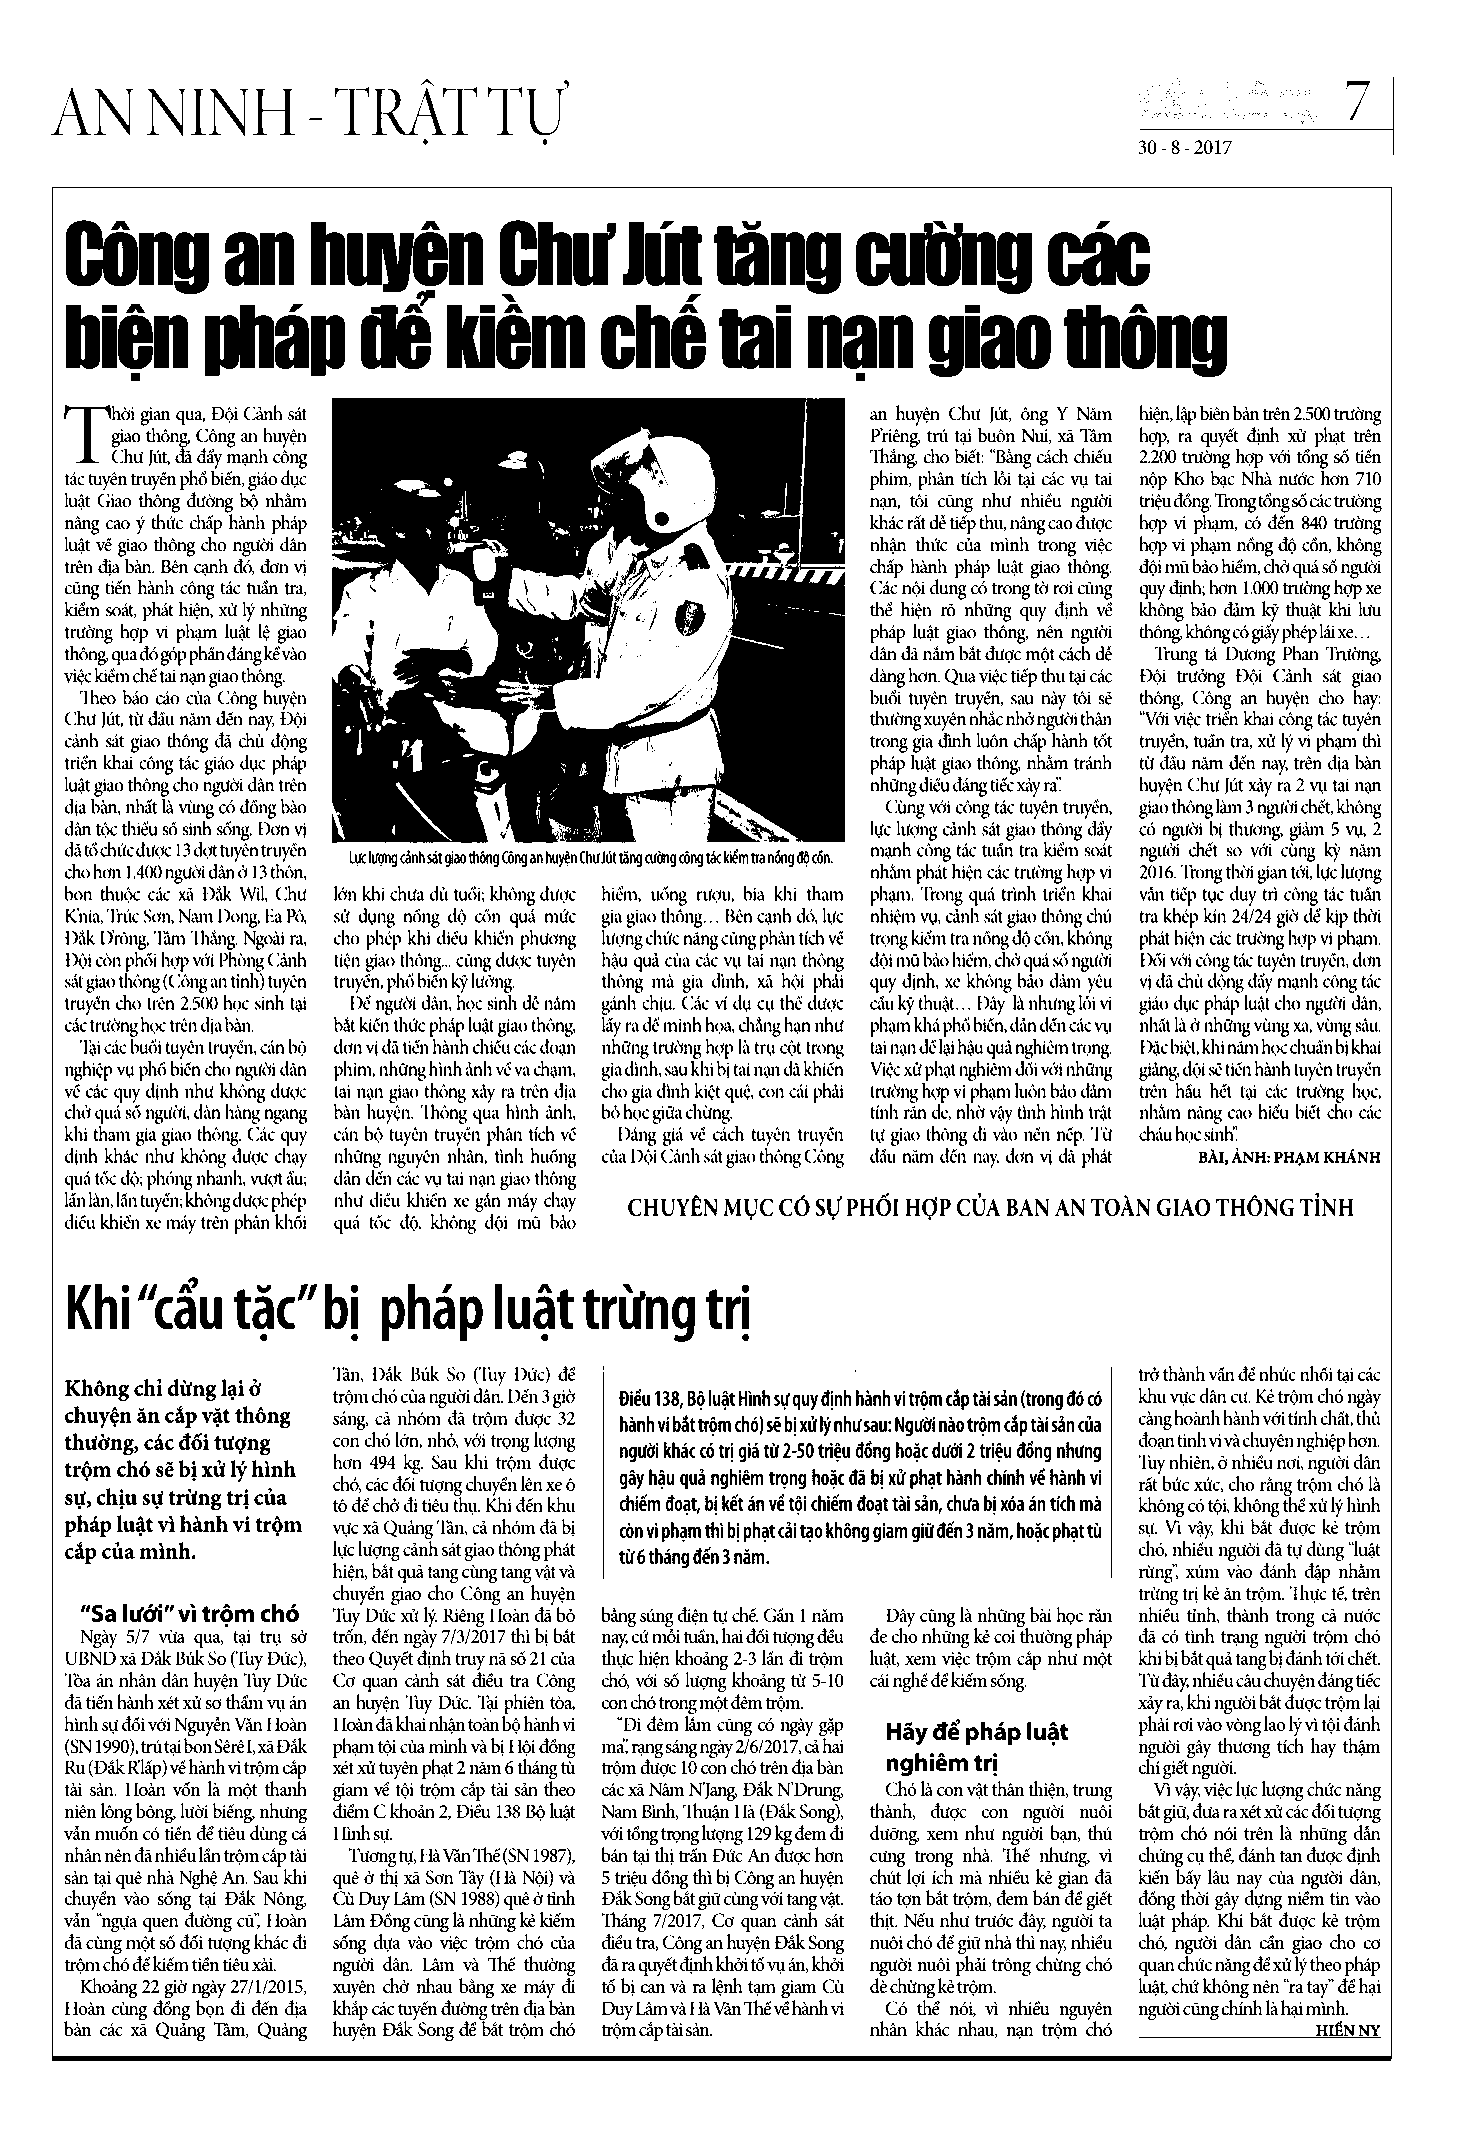 AN NINH - TRẬT TỰ
7
30 - 8 - 2017
Công an huyện Chư Jút tăng cường các
biện pháp để kiềm chế tai nạn giao thông
Thời gian qua, Đội Cảnh sát
giao thông, Công an huyện
Chư Jút, đã đẩy mạnh công
tác tuyên truyền phổ biến, giáo dục
luật Giao thông đường bộ nhằm
nâng cao ý thức chấp hành pháp
luật về giao thông cho người dân
trên địa bàn. Bên cạnh đó, đơn vị
cũng tiến hành công tác tuần tra,
kiểm soát, phát hiện, xử lý những
trường hợp vi phạm luật lệ giao
thông, qua đó góp phần đáng kể vào
việc kiềm chế tai nạn giao thông.
Theo báo cáo của Công huyện
Chư Jút, từ đầu năm đến nay, Đội
cảnh sát giao thông đã chủ động
triển khai công tác giáo dục pháp
luật giao thông cho người dân trên
địa bàn, nhất là vùng có đồng bào
dân tộc thiểu số sinh sống. Đơn vị
đã tổ chức được 13 đợt tuyên truyền
cho hơn 1.400 người dân ở 13 thôn,
bon thuộc các xã Đắk Wil, Chư
K'nia, Trúc Sơn, Nam Dong, Ea Pô,
Đắk D'rông, Tâm Thắng. Ngoài ra,
Đội còn phối hợp với Phòng Cảnh
sát giao thông (Công an tỉnh) tuyên
truyền cho trên 2.500 học sinh tại
các trường học trên địa bàn.
Tại các buổi tuyên truyền, cán bộ
nghiệp vụ phổ biến cho người dân
về các quy định như không được
chở quá số người, dàn hàng ngang
khi tham gia giao thông. Các quy
định khác như không được chạy
quá tốc độ; phóng nhanh, vượt ẩu;
lấn làn, lấn tuyến; không được phép
điều khiển xe máy trên phân khối
Lực lượng cảnh sát giao thông Công an huyện Chư Jút tăng cường công tác kiểm tra nồng độ cồn.
lớn khi chưa đủ tuổi; không được
sử dụng nồng độ cồn quá mức
cho phép khi điều khiển phương
tiện giao thông... cũng được tuyên
truyền, phổ biến kỹ lưỡng.
Để người dân, học sinh dễ nắm
bắt kiến thức pháp luật giao thông,
đơn vị đã tiến hành chiếu các đoạn
phim, những hình ảnh về va chạm,
tai nạn giao thông xảy ra trên địa
bàn huyện. Thông qua hình ảnh,
cán bộ tuyên truyền phân tích về
những nguyên nhân, tình huống
dẫn đến các vụ tai nạn giao thông
như điều khiển xe gắn máy chạy
quá tốc độ, không đội mũ bảo
hiểm, uống rượu, bia khi tham
gia giao thông… Bên cạnh đó, lực
lượng chức năng cũng phân tích về
hậu quả của các vụ tai nạn thông
thông mà gia đình, xã hội phải
gánh chịu. Các ví dụ cụ thể được
lấy ra để minh họa, chẳng hạn như
những trường hợp là trụ cột trong
gia đình, sau khi bị tai nạn đã khiến
cho gia đình kiệt quệ, con cái phải
bỏ học giữa chừng.
Đáng giá về cách tuyên truyền
của Đội Cảnh sát giao thông Công
an huyện Chư Jút, ông Y Năm
P'riêng, trú tại buôn Nui, xã Tâm
Thắng, cho biết: “Bằng cách chiếu
phim, phân tích lỗi tại các vụ tai
nạn, tôi cũng như nhiều người
khác rất dễ tiếp thu, nâng cao được
nhận thức của mình trong việc
chấp hành pháp luật giao thông.
Các nội dung có trong tờ rơi cũng
thể hiện rõ những quy định về
pháp luật giao thông, nên người
dân đã nắm bắt được một cách dễ
dàng hơn. Qua việc tiếp thu tại các
buổi tuyên truyền, sau này tôi sẽ
thường xuyên nhắc nhở người thân
trong gia đình luôn chấp hành tốt
pháp luật giao thông, nhằm tránh
những điều đáng tiếc xảy ra”.
Cùng với công tác tuyên truyền,
lực lượng cảnh sát giao thông đẩy
mạnh công tác tuần tra kiểm soát
nhằm phát hiện các trường hợp vi
phạm. Trong quá trình triển khai
nhiệm vụ, cảnh sát giao thông chú
trọng kiểm tra nồng độ cồn, không
đội mũ bảo hiểm, chở quá số người
quy định, xe không bảo đảm yêu
cầu kỹ thuật… Đây là nhưng lỗi vi
phạm khá phổ biến, dẫn đến các vụ
tai nạn để lại hậu quả nghiêm trọng.
Việc xử phạt nghiêm đối với những
trường hợp vi phạm luôn bảo đảm
tính răn đe, nhờ vậy tình hình trật
tự giao thông đi vào nền nếp. Từ
đầu năm đến nay, đơn vị đã phát
hiện, lập biên bản trên 2.500 trường
hợp, ra quyết định xử phạt trên
2.200 trường hợp với tổng số tiền
nộp Kho bạc Nhà nước hơn 710
triệu đồng. Trong tổng số các trường
hợp vi phạm, có đến 840 trường
hợp vi phạm nồng độ cồn, không
đội mũ bảo hiểm, chở quá số người
quy định; hơn 1.000 trường hợp xe
không bảo đảm kỹ thuật khi lưu
thông, không có giấy phép lái xe…
Trung tá Dương Phan Trường,
Đội trưởng Đội Cảnh sát giao
thông, Công an huyện cho hay:
“Với việc triển khai công tác tuyên
truyền, tuần tra, xử lý vi phạm thì
từ đầu năm đến nay, trên địa bàn
huyện Chư Jút xảy ra 2 vụ tai nạn
giao thông làm 3 người chết, không
có người bị thương, giảm 5 vụ, 2
người chết so với cùng kỳ năm
2016. Trong thời gian tới, lực lượng
vẫn tiếp tục duy trì công tác tuần
tra khép kín 24/24 giờ để kịp thời
phát hiện các trường hợp vi phạm.
Đối với công tác tuyên truyền, đơn
vị đã chủ động đẩy mạnh công tác
giáo dục pháp luật cho người dân,
nhất là ở những vùng xa, vùng sâu.
Đặc biệt, khi năm học chuẩn bị khai
giảng, đội sẽ tiến hành tuyên truyền
trên hầu hết tại các trường học,
nhằm nâng cao hiểu biết cho các
cháu học sinh”.
BÀI, ẢNH: PHẠM KHÁNH
CHUYÊN MỤC CÓ SỰ PHỐI HỢP CỦA BAN AN TOÀN GIAO THÔNG TỈNH
Khi “cẩu tặc” bị pháp luật trừng trị
Không chỉ dừng lại ở
chuyện ăn cắp vặt thông
thường, các đối tượng
trộm chó sẽ bị xử lý hình
sự, chịu sự trừng trị của
pháp luật vì hành vi trộm
cắp của mình.
“Sa lưới” vì trộm chó
Ngày 5/7 vừa qua, tại trụ sở
UBND xã Đắk Búk So (Tuy Đức),
Tòa án nhân dân huyện Tuy Đức
đã tiến hành xét xử sơ thẩm vụ án
hình sự đối với Nguyễn Văn Hoàn
(SN 1990), trú tại bon Sêrê I, xã Đắk
Ru (Đắk R'lấp) về hành vi trộm cắp
tài sản. Hoàn vốn là một thanh
niên lông bông, lười biếng, nhưng
vẫn muốn có tiền để tiêu dùng cá
nhân nên đã nhiều lần trộm cắp tài
sản tại quê nhà Nghệ An. Sau khi
chuyển vào sống tại Đắk Nông,
vẫn “ngựa quen đường cũ”, Hoàn
đã cùng một số đối tượng khác đi
trộm chó để kiếm tiền tiêu xài.
Khoảng 22 giờ ngày 27/1/2015,
Hoàn cùng đồng bọn đi đến địa
bàn các xã Quảng Tâm, Quảng
Tân, Đắk Búk So (Tuy Đức) để
trộm chó của người dân. Đến 3 giờ
sáng, cả nhóm đã trộm được 32
con chó lớn, nhỏ, với trọng lượng
hơn 494 kg. Sau khi trộm được
chó, các đối tượng chuyển lên xe ô
tô để chở đi tiêu thụ. Khi đến khu
vực xã Quảng Tân, cả nhóm đã bị
lực lượng cảnh sát giao thông phát
hiện, bắt quả tang cùng tang vật và
chuyển giao cho Công an huyện
Tuy Đức xử lý. Riêng Hoàn đã bỏ
trốn, đến ngày 7/3/2017 thì bị bắt
theo Quyết định truy nã số 21 của
Cơ quan cảnh sát điều tra Công
an huyện Tuy Đức. Tại phiên tòa,
Hoàn đã khai nhận toàn bộ hành vi
phạm tội của mình và bị Hội đồng
xét xử tuyên phạt 2 năm 6 tháng tù
giam về tội trộm cắp tài sản theo
điểm C khoản 2, Điều 138 Bộ luật
Hình sự.
Tương tự, Hà Văn Thế (SN 1987),
quê ở thị xã Sơn Tây (Hà Nội) và
Cù Duy Lâm (SN 1988) quê ở tỉnh
Lâm Đồng cũng là những kẻ kiếm
sống dựa vào việc trộm chó của
người dân. Lâm và Thế thường
xuyên chở nhau bằng xe máy đi
khắp các tuyến đường trên địa bàn
huyện Đắk Song để bắt trộm chó
Điều 138, Bộ luật Hình sự quy định hành vi trộm cắp tài sản (trong đó có
hành vi bắt trộm chó) sẽ bị xử lý như sau: Người nào trộm cắp tài sản của
người khác có trị giá từ 2-50 triệu đồng hoặc dưới 2 triệu đồng nhưng
gây hậu quả nghiêm trọng hoặc đã bị xử phạt hành chính về hành vi
chiếm đoạt, bị kết án về tội chiếm đoạt tài sản, chưa bị xóa án tích mà
còn vi phạm thì bị phạt cải tạo không giam giữ đến 3 năm, hoặc phạt tù
từ 6 tháng đến 3 năm.
bằng súng điện tự chế. Gần 1 năm
nay, cứ mỗi tuần, hai đối tượng đều
thực hiện khoảng 2-3 lần đi trộm
chó, với số lượng khoảng từ 5-10
con chó trong một đêm trộm.
“Đi đêm lắm cũng có ngày gặp
ma”, rạng sáng ngày 2/6/2017, cả hai
trộm được 10 con chó trên địa bàn
các xã Nâm N'Jang, Đắk N'Drung,
Nam Bình, Thuận Hà (Đắk Song),
với tổng trọng lượng 129 kg đem đi
bán tại thị trấn Đức An được hơn
5 triệu đồng thì bị Công an huyện
Đắk Song bắt giữ cùng với tang vật.
Tháng 7/2017, Cơ quan cảnh sát
điều tra, Công an huyện Đắk Song
đã ra quyết định khởi tố vụ án, khởi
tố bị can và ra lệnh tạm giam Cù
Duy Lâm và Hà Văn Thế về hành vi
trộm cắp tài sản.
Đây cũng là những bài học răn
đe cho những kẻ coi thường pháp
luật, xem việc trộm cắp như một
cái nghề để kiếm sống.
Hãy để pháp luật
nghiêm trị
Chó là con vật thân thiện, trung
thành, được con người nuôi
dưỡng, xem như người bạn, thú
cưng trong nhà. Thế nhưng, vì
chút lợi ích mà nhiều kẻ gian đã
táo tợn bắt trộm, đem bán để giết
thịt. Nếu như trước đây, người ta
nuôi chó để giữ nhà thì nay, nhiều
người nuôi phải trông chừng chó
dè chừng kẻ trộm.
Có thể nói, vì nhiều nguyên
nhân khác nhau, nạn trộm chó
trở thành vấn đề nhức nhối tại các
khu vực dân cư. Kẻ trộm chó ngày
càng hoành hành với tính chất, thủ
đoạn tinh vi và chuyên nghiệp hơn.
Tuy nhiên, ở nhiều nơi, người dân
rất bức xúc, cho rằng trộm chó là
không có tội, không thể xử lý hình
sự. Vì vậy, khi bắt được kẻ trộm
chó, nhiều người đã tự dùng “luật
rừng”, xúm vào đánh đập nhằm
trừng trị kẻ ăn trộm. Thực tế, trên
nhiều tỉnh, thành trong cả nước
đã có tình trạng người trộm chó
khi bị bắt quả tang bị đánh tới chết.
Từ đây, nhiều câu chuyện đáng tiếc
xảy ra, khi người bắt được trộm lại
phải rơi vào vòng lao lý vì tội đánh
người gây thương tích hay thậm
chí giết người.
Vì vậy, việc lực lượng chức năng
bắt giữ, đưa ra xét xử các đối tượng
trộm chó nói trên là những dẫn
chứng cụ thể, đánh tan được định
kiến bấy lâu nay của người dân,
đồng thời gây dựng niềm tin vào
luật pháp. Khi bắt được kẻ trộm
chó, người dân cần giao cho cơ
quan chức năng để xử lý theo pháp
luật, chứ không nên “ra tay” để hại
người cũng chính là hại mình.
HIỀN NY